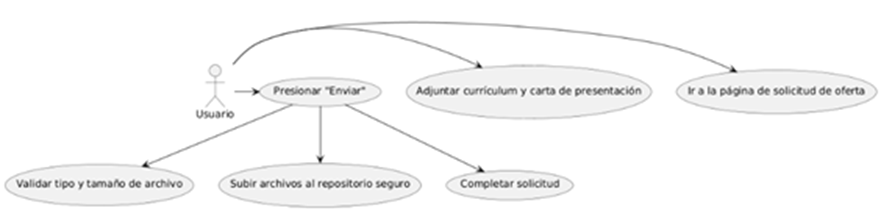 Usuario
Presionar "Enviar"
Adjuntar currículum y carta de presentación
Ir a la página de solicitud de oferta
Validar tipo y tamaño de archivo
Subir archivos al repositorio seguro
Completar solicitud